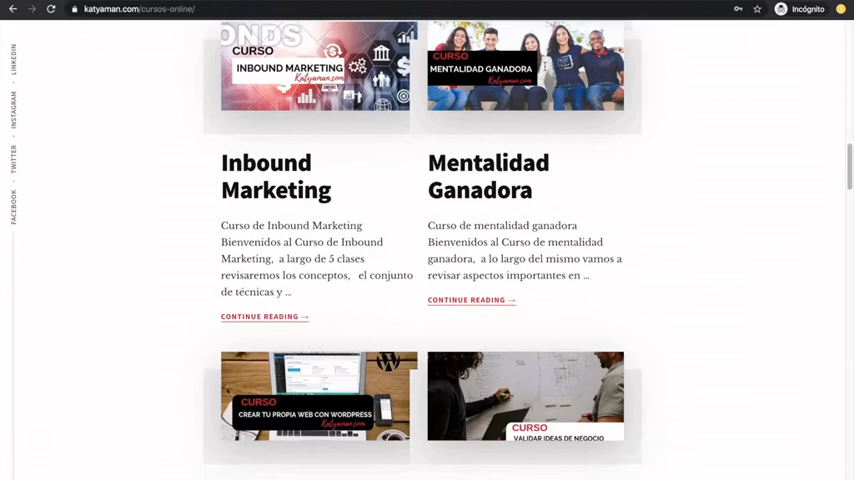 katyaman.com/cursos-online/
Incógnito
LINKEDIN
INSTAGRAM
TWITTER
FACEBOOK
ONDS
CURSO
INBOUND MARKETING
Katyaman.com
CURSO
MENTALIDAD GANADORA
Katyaman.com
Inbound
Marketing
Curso de Inbound Marketing
Bienvenidos al Curso de Inbound
Marketing, a largo de 5 clases
revisaremos los conceptos, el conjunto
de técnicas y ...
CONTINUE READING →
Mentalidad
Ganadora
Curso de mentalidad ganadora
Bienvenidos al Curso de mentalidad
ganadora, a lo largo del mismo vamos a
revisar aspectos importantes en ...
CONTINUE READING →
CURSO
CREAR TU PROPIA WEB CON WORDPRESS
Katyaman.com
CURSO
VALIDAR IDEAS DE NEGOCIO